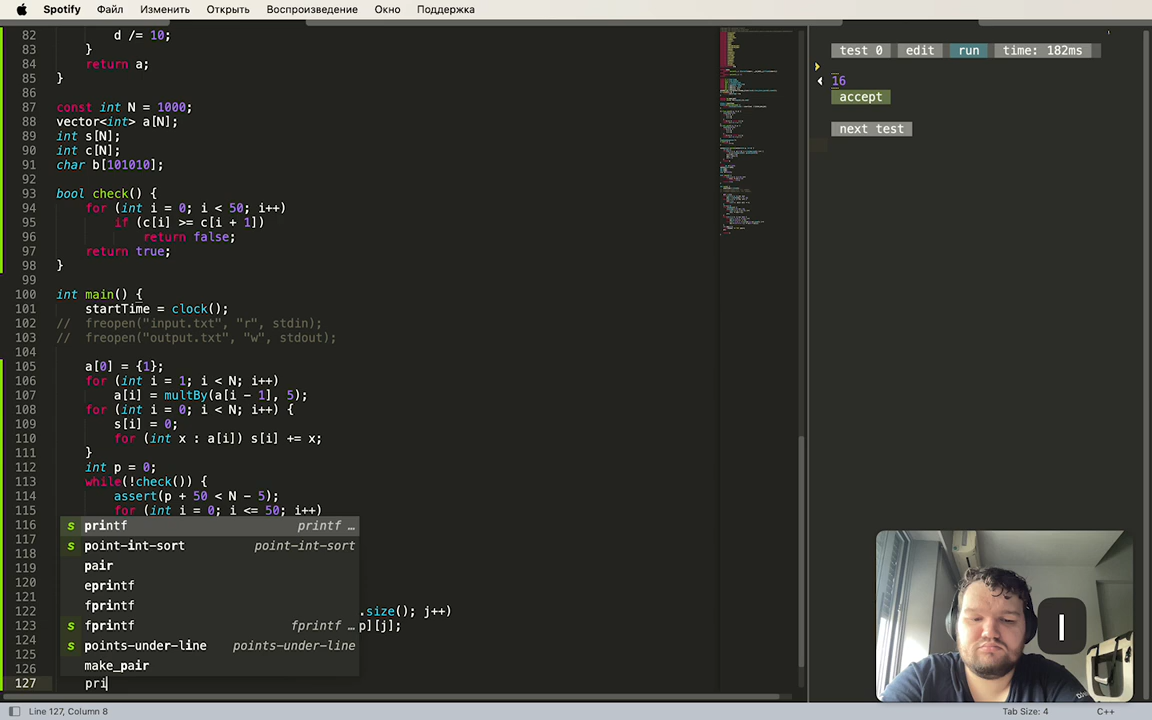 Spotify Файл Изменить Открыть Воспроизведение Окно Поддержка
82 d /= 10;
83 }
84 return a;
85 }
86
87 const int N = 1000;
88 vector<int> a[N];
89 int s[N];
90 int c[N];
91 char b[101010];
92
93 bool check() {
94 for (int i = 0; i < 50; i++)
95 if (c[i] >= c[i + 1])
96 return false;
97 return true;
98 }
99
100 int main() {
101 startTime = clock();
102 // freopen("input.txt", "r", stdin);
103 // freopen("output.txt", "w", stdout);
104
105 a[0] = {1};
106 for (int i = 1; i < N; i++)
107 a[i] = multBy(a[i - 1], 5);
108 for (int i = 0; i < N; i++) {
109 s[i] = 0;
110 for (int x : a[i]) s[i] += x;
111 }
112 int p = 0;
113 while(!check()) {
114 assert(p + 50 < N - 5);
115 for (int i = 0; i <= 50; i++)
116
117
118
119
120
121
122 .size(); j++)
123 p][j];
124
125
126
127 pri
s printf printf …
s point-int-sort point-int-sort
pair
eprintf
fprintf
s fprintf fprintf …
s points-under-line points-under-line
make_pair
test 0 edit run time: 182ms
16
accept
next test
I
Line 127, Column 8 Tab Size: 4 C++